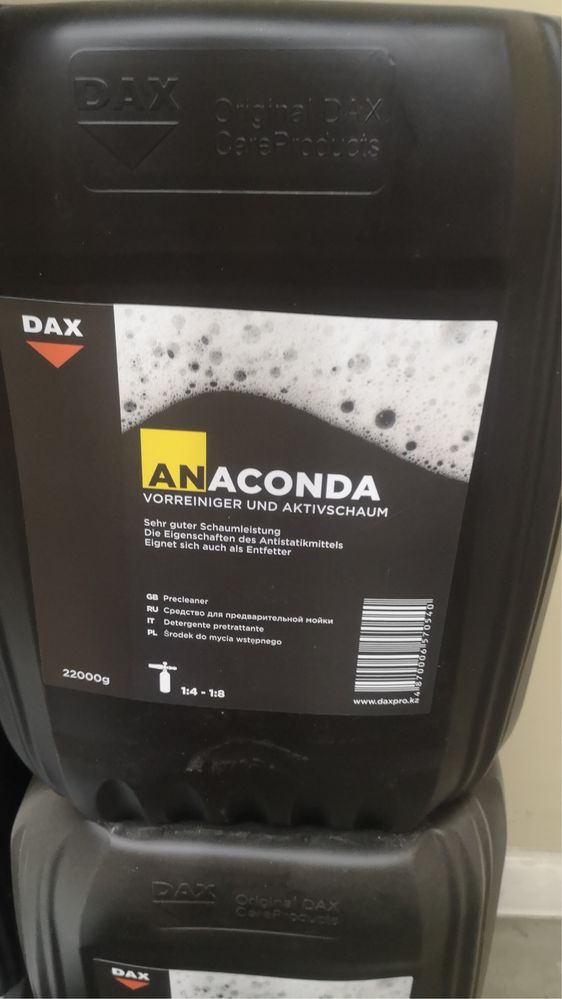 DAX
Original DAX
CareProducts
DAX
ANACONDA
VORREINIGER UND AKTIVSCHAUM
Sehr guter Schaumleistung
Die Eigenschaften des Antistatikmittels
Eignet sich auch als Entfetter
GB Precleaner
RU Средство для предварительной мойки
IT Detergente pretrattante
PL Środek do mycia wstępnego
22000g
1:4 - 1:8
4870006570540
www.daxpro.kz
DAX
Original DAX
CareProducts
DAX